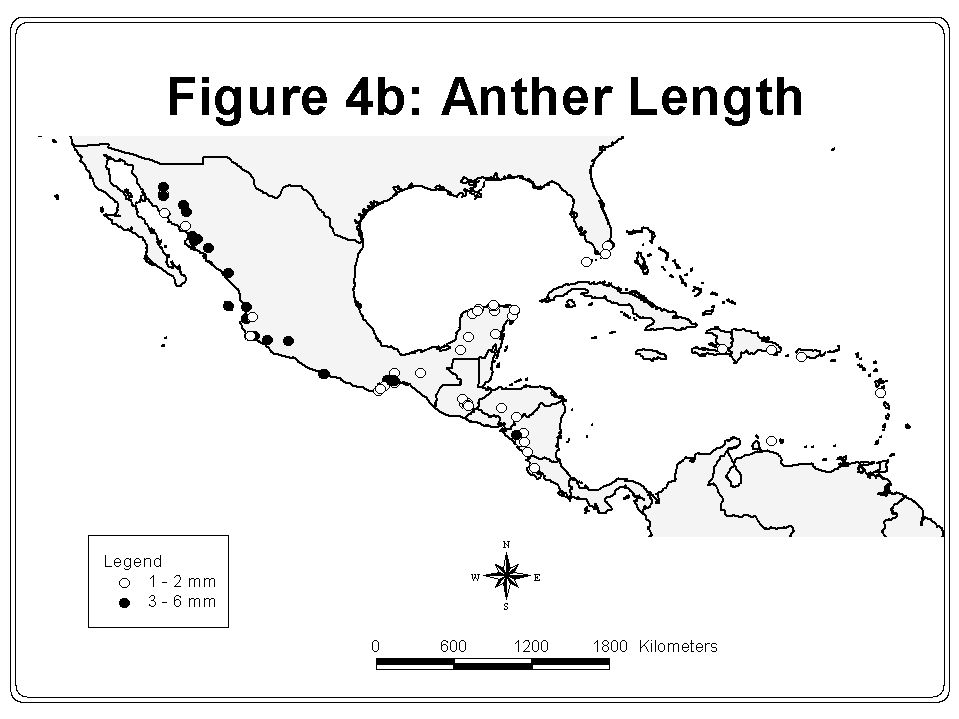 Figure 4b: Anther Length
Legend
1 - 2 mm
3 - 6 mm
N
W E
S
0 600 1200 1800 Kilometers